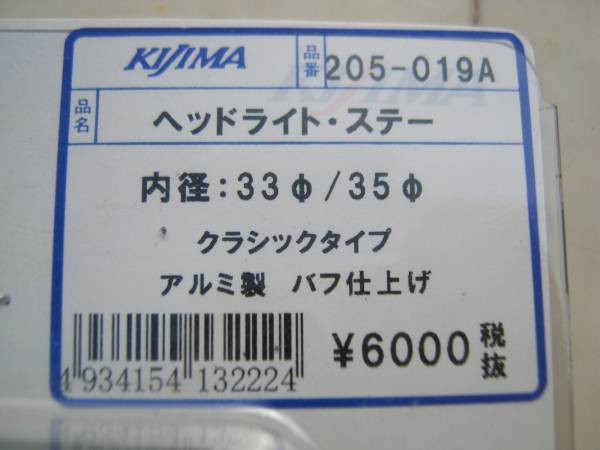 KIJIMA 品番 205-019A
品名 ヘッドライト・ステー
内径:33φ/35φ
クラシックタイプ
アルミ製 バフ仕上げ
¥6000 税抜
4 934154 132224